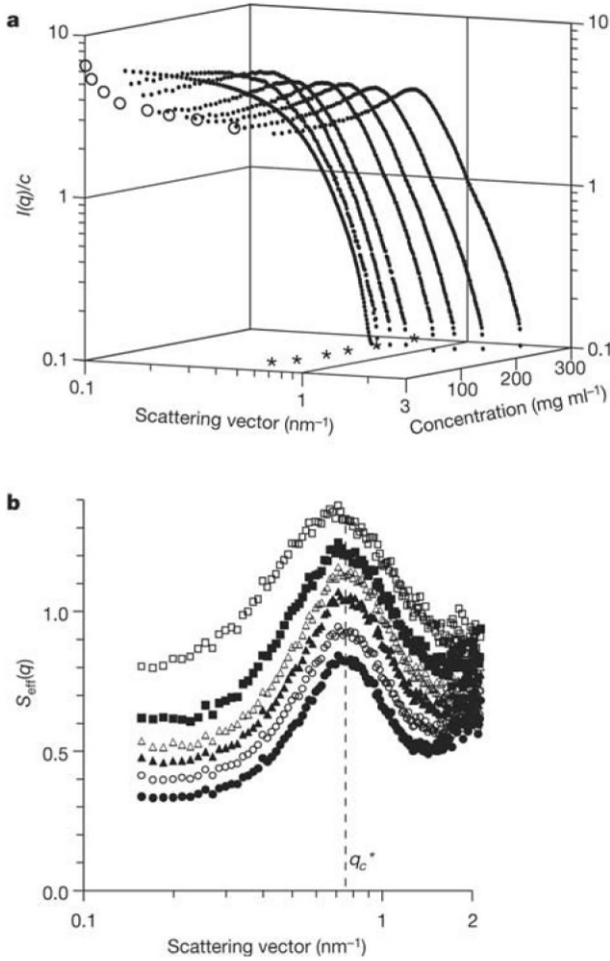 a
10
10
1
1
0.1
0.1
I(q)/c
0.1
1
3
100
200
300
Scattering vector (nm⁻¹)
Concentration (mg ml⁻¹)
b
1.0
0.5
0.0
S_eff(q)
q_c*
0.1
1
2
Scattering vector (nm⁻¹)